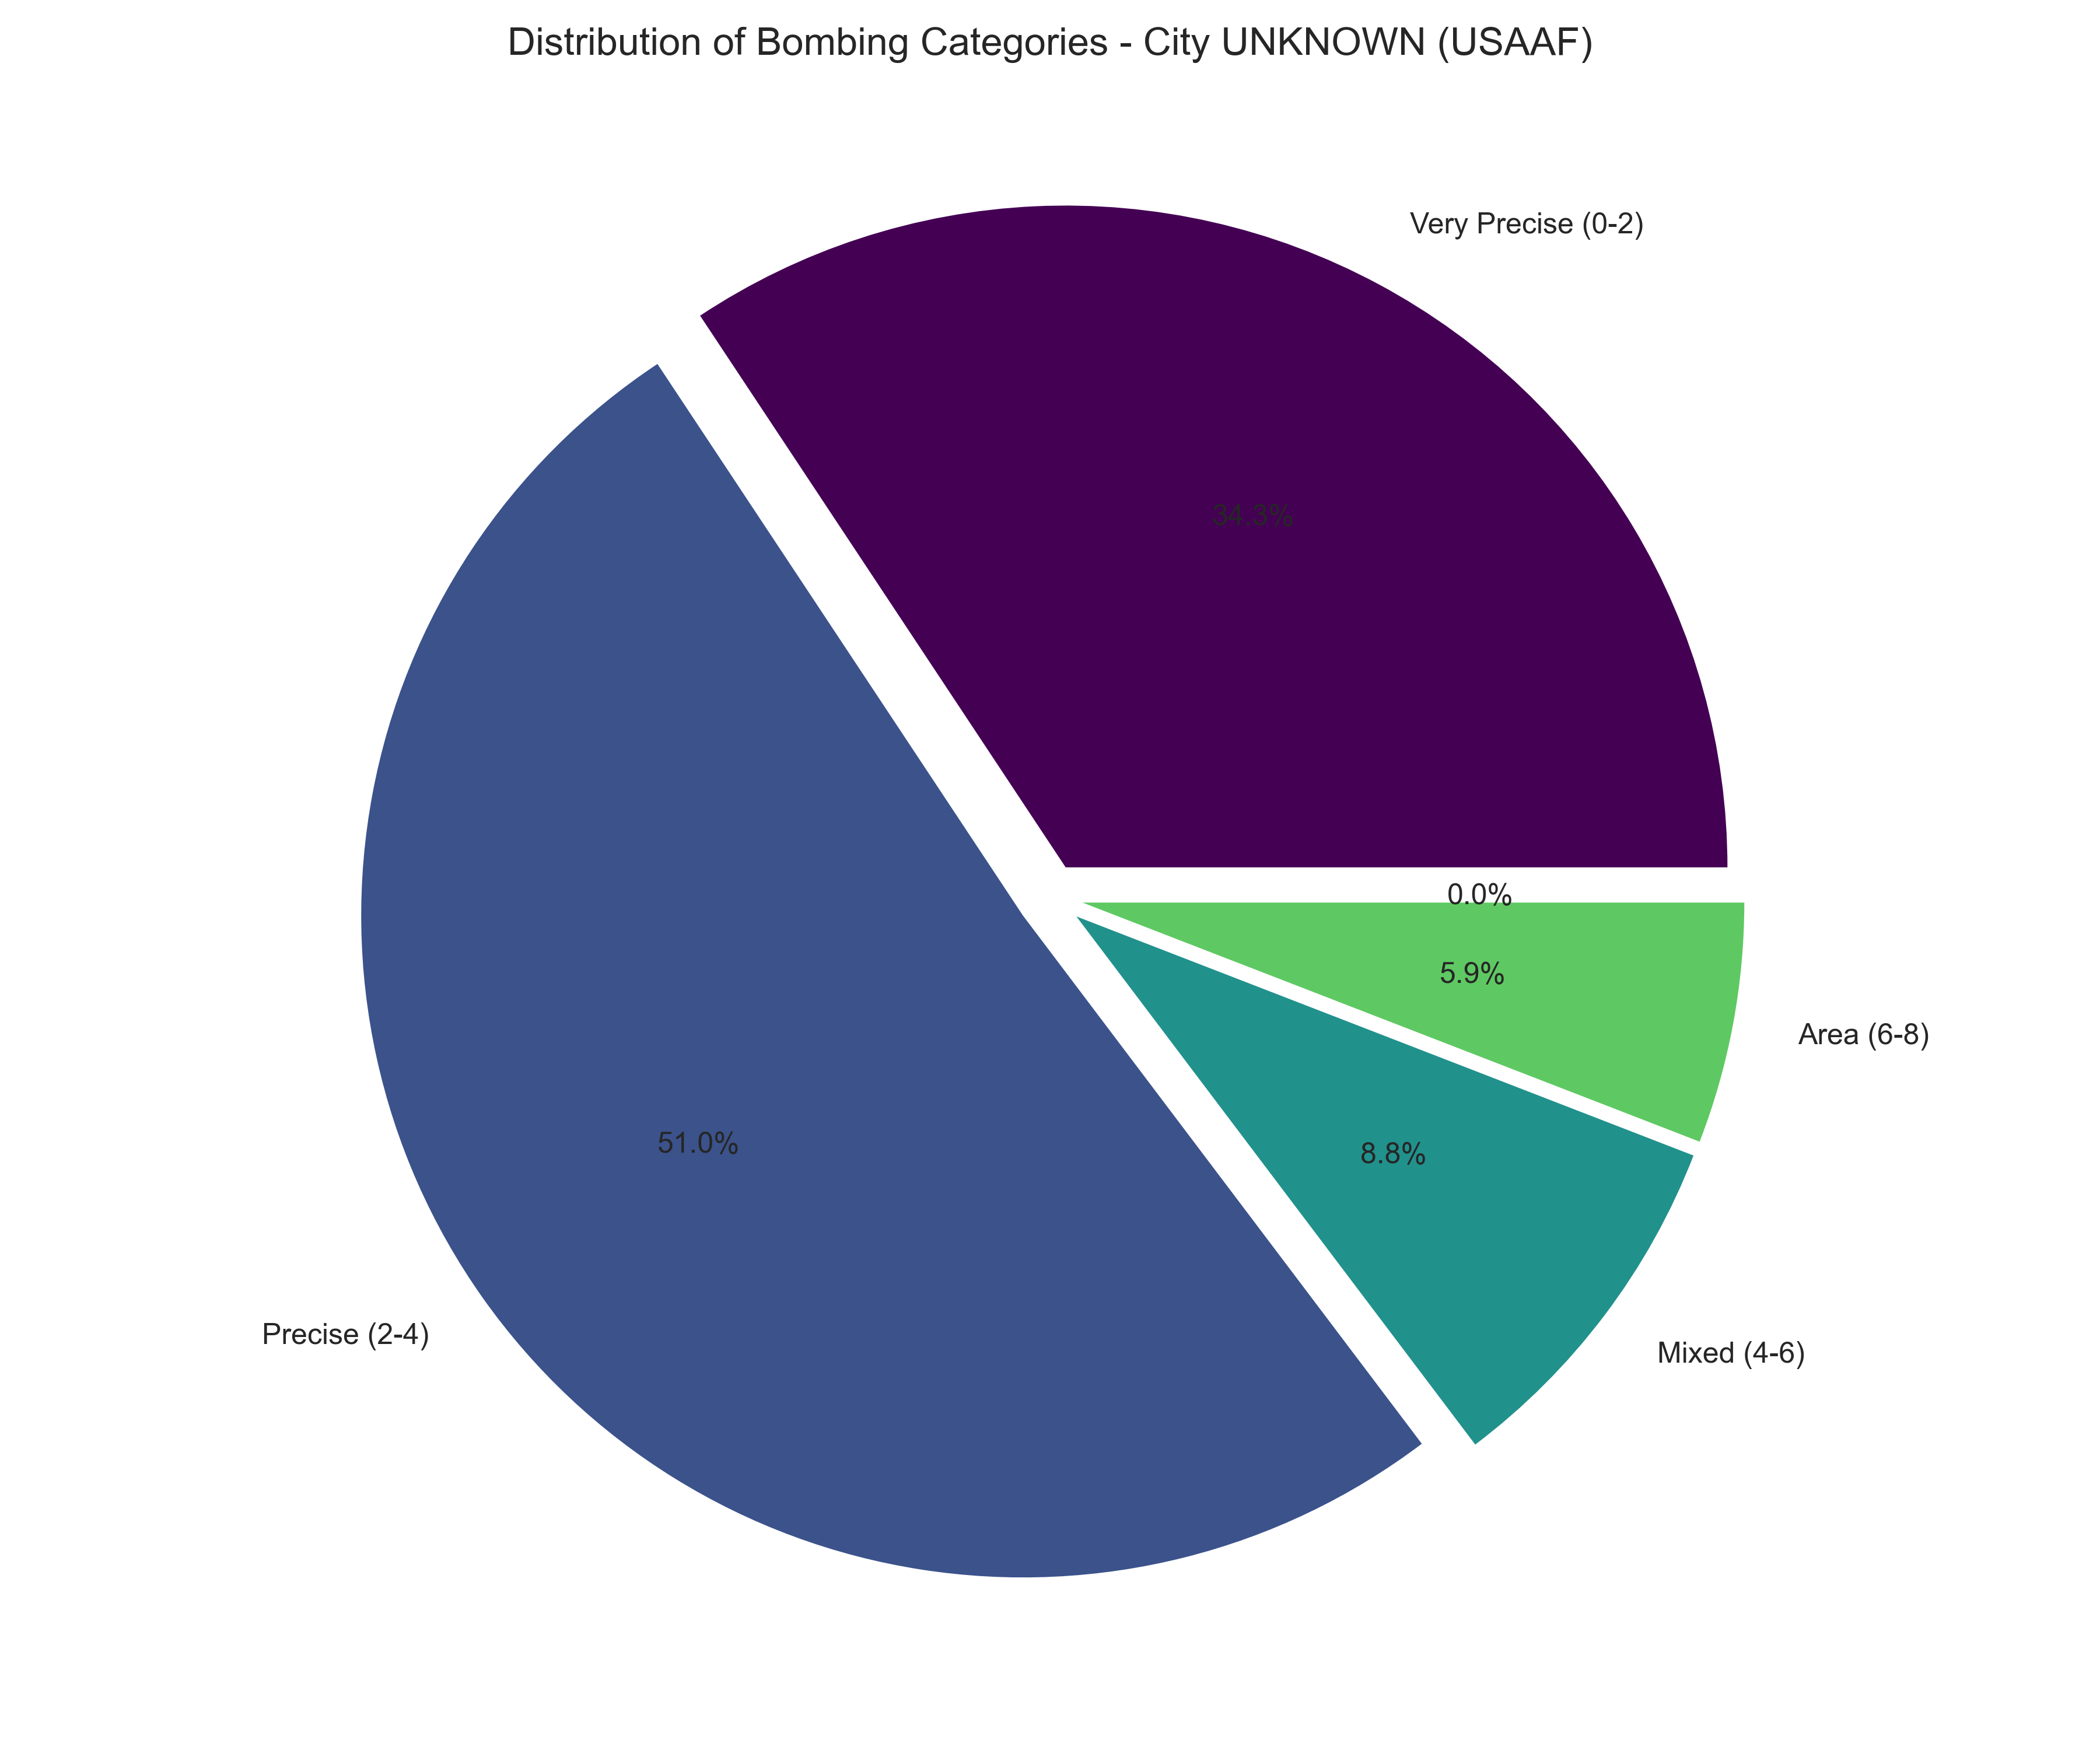 Distribution of Bombing Categories - City UNKNOWN (USAAF)
Very Precise (0-2)
34.3%
0.0%
5.9%
Area (6-8)
51.0%
8.8%
Precise (2-4)
Mixed (4-6)